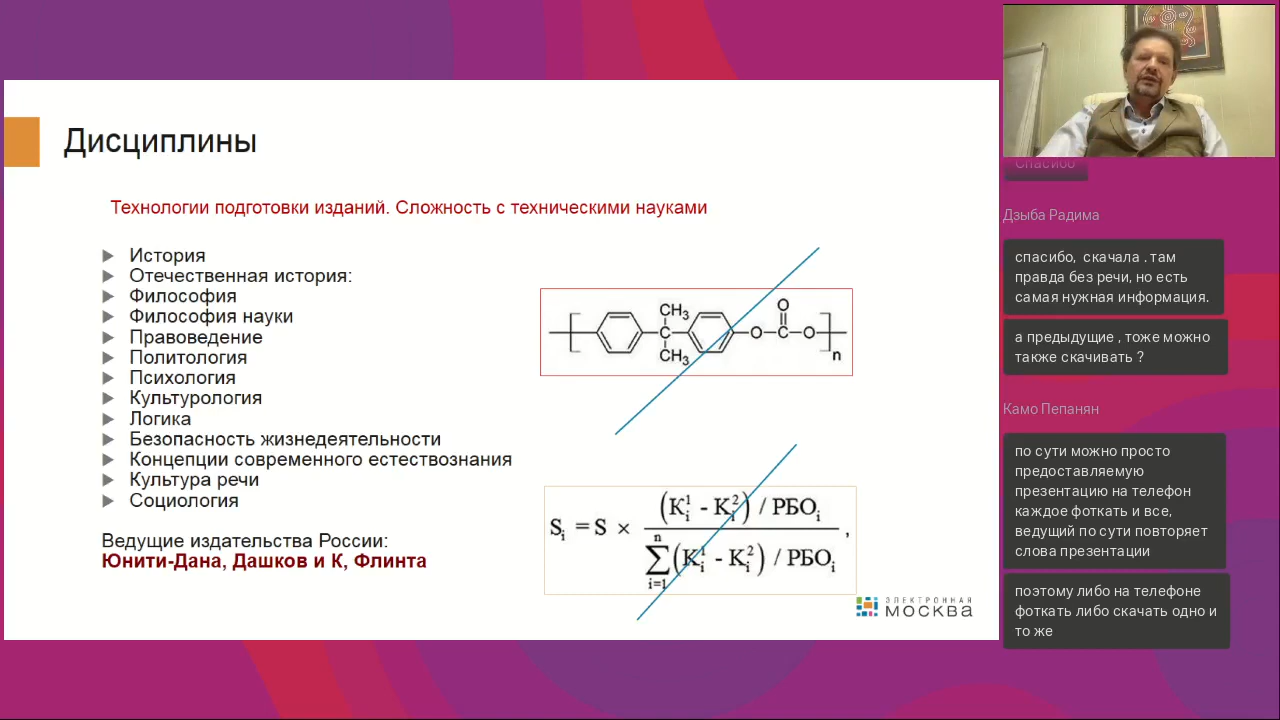 Дисциплины
Технологии подготовки изданий. Сложность с техническими науками
История
Отечественная история:
Философия
Философия науки
Правоведение
Политология
Психология
Культурология
Логика
Безопасность жизнедеятельности
Концепции современного естествознания
Культура речи
Социология
Ведущие издательства России:
Юнити-Дана, Дашков и К, Флинта
CH₃
C O C O
CH₃
O
n
Sᵢ = S × (Kᵢ¹ - Kᵢ²) / РБОᵢ
n
∑ (Kᵢ¹ - Kᵢ²) / РБОᵢ ,
i=1
ЭЛЕКТРОННАЯ
МОСКВА
Спасибо
Дзыба Радима
спасибо, скачала . там
правда без речи, но есть
самая нужная информация.
а предыдущие , тоже можно
также скачивать ?
Камо Пепанян
по сути можно просто
предоставляемую
презентацию на телефон
каждое фоткать и все,
ведущий по сути повторяет
слова презентации
поэтому либо на телефоне
фоткать либо скачать одно и
то же